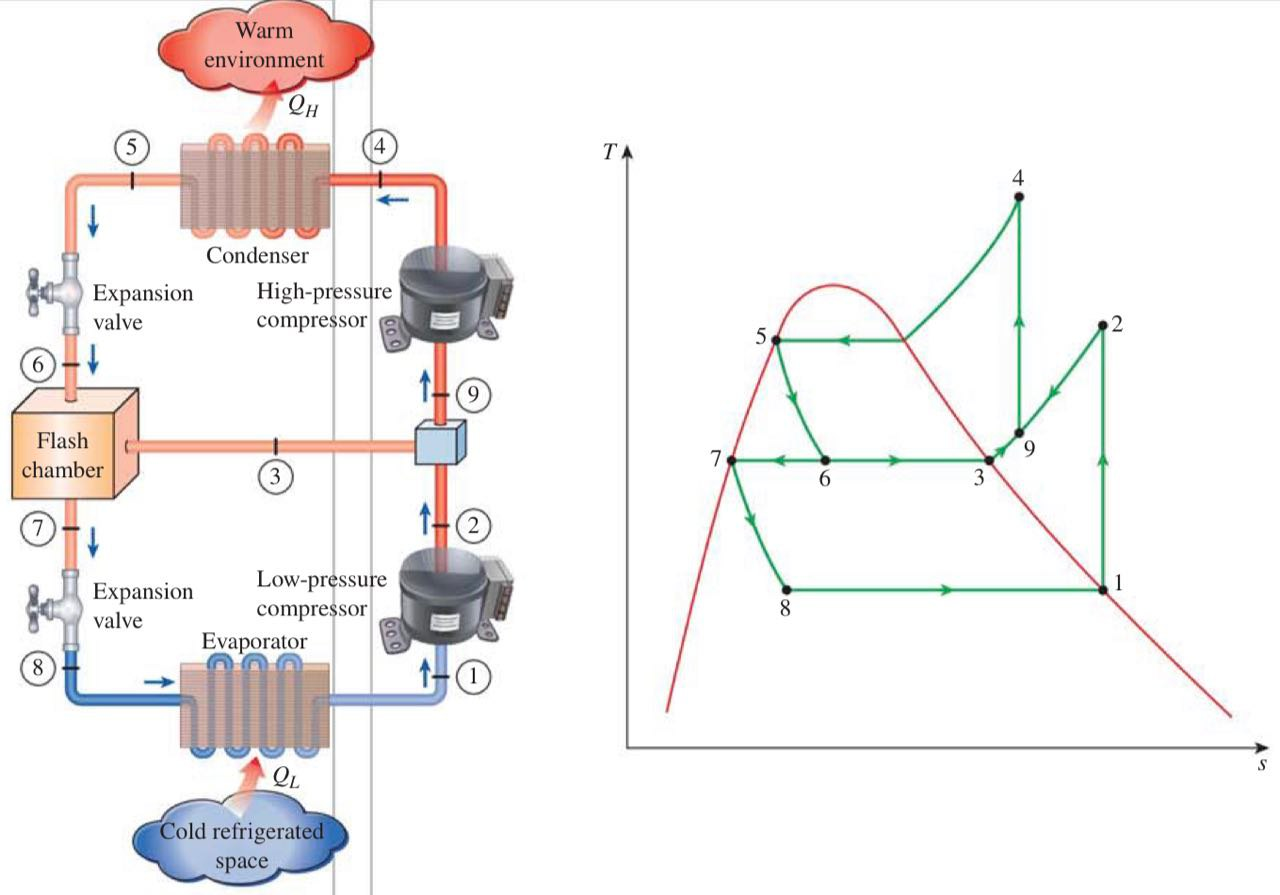 Warm
environment
Q_H
5
4
Condenser
Expansion
valve
High-pressure
compressor
6
9
Flash
chamber
3
7
2
Expansion
valve
Low-pressure
compressor
Evaporator
8
1
Q_L
Cold refrigerated
space
T
4
2
5
9
7
6
3
8
1
s